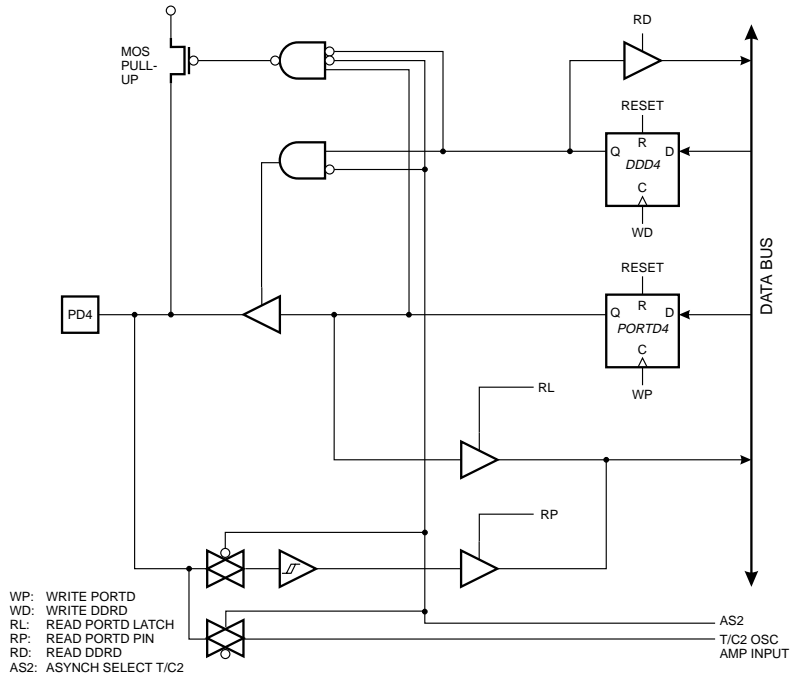 RD
MOS
PULL-
UP
RESET
R
Q
D
DDD4
C
WD
DATA BUS
RESET
R
Q
D
PD4
PORTD4
C
WP
RL
RP
WP: WRITE PORTD
WD: WRITE DDRD
RL: READ PORTD LATCH
RP: READ PORTD PIN
RD: READ DDRD
AS2: ASYNCH SELECT T/C2
AS2
T/C2 OSC
AMP INPUT